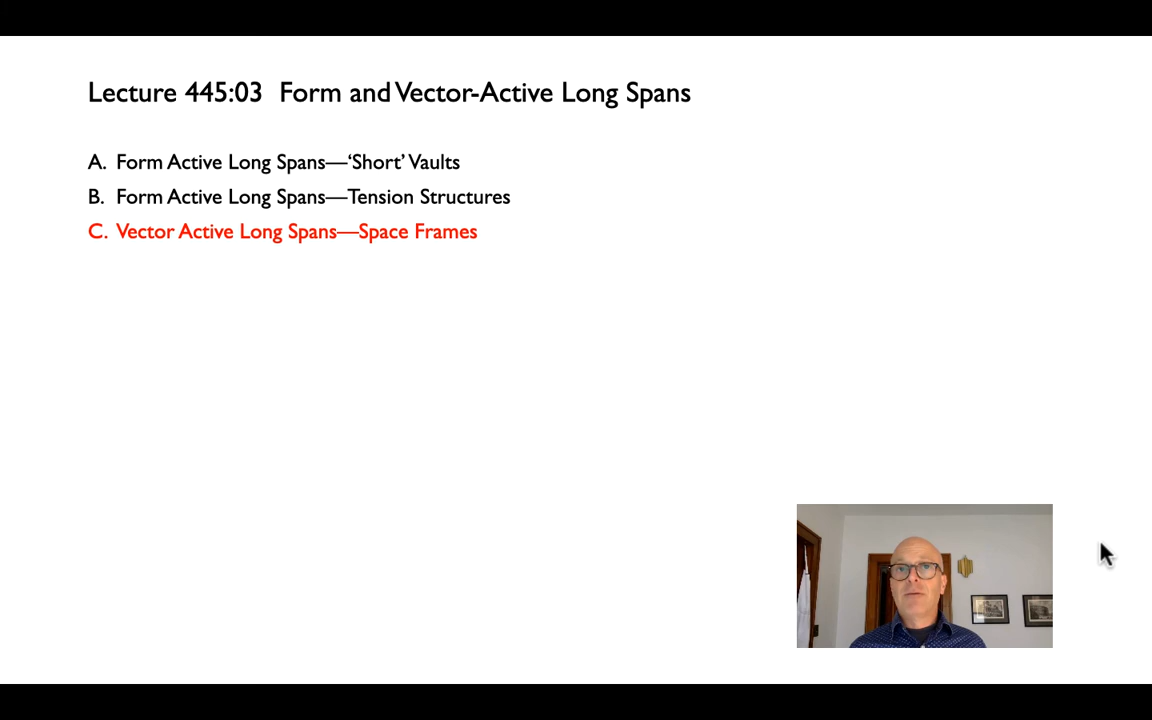 Lecture 445:03 Form and Vector-Active Long Spans
A. Form Active Long Spans—‘Short’ Vaults
B. Form Active Long Spans—Tension Structures
C. Vector Active Long Spans—Space Frames